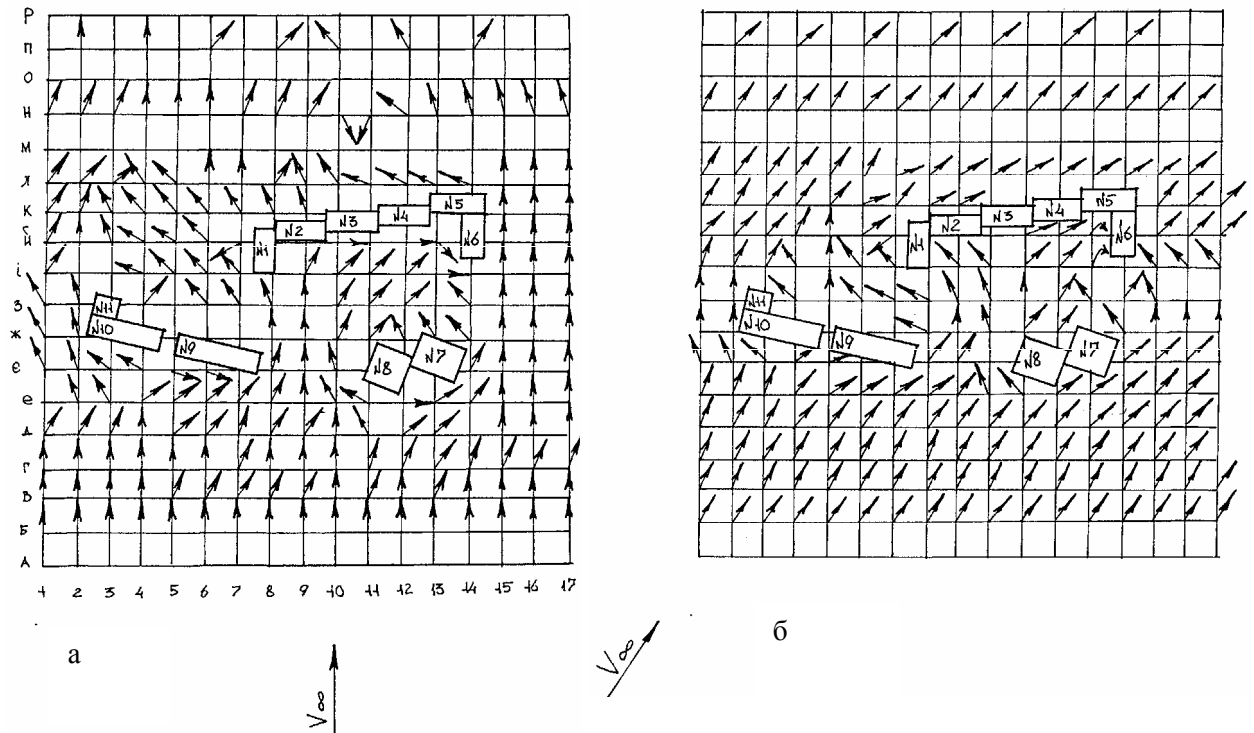 Р
П
О
Н
М
Л
К
Й
І
З
Ж
Є
Е
Д
Г
В
Б
А
1 2 3 4 5 6 7 8 9 10 11 12 13 14 15 16 17
N1
N2
N3
N4
N5
N6
N7
N8
N9
N10
N11
V∞
а
N1
N2
N3
N4
N5
N6
N7
N8
N9
N10
N11
V∞
б